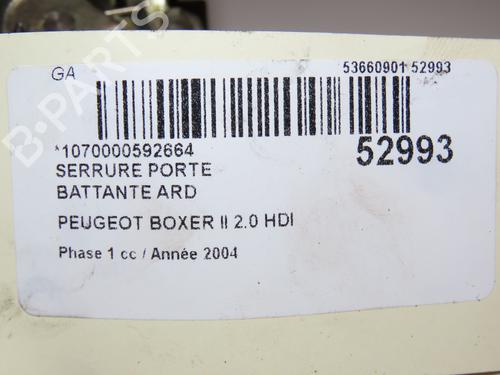 GA
53660901 52993
*1070000592664
52993
SERRURE PORTE
BATTANTE ARD
PEUGEOT BOXER II 2.0 HDI
Phase 1 cc / Année 2004
B-PARTS